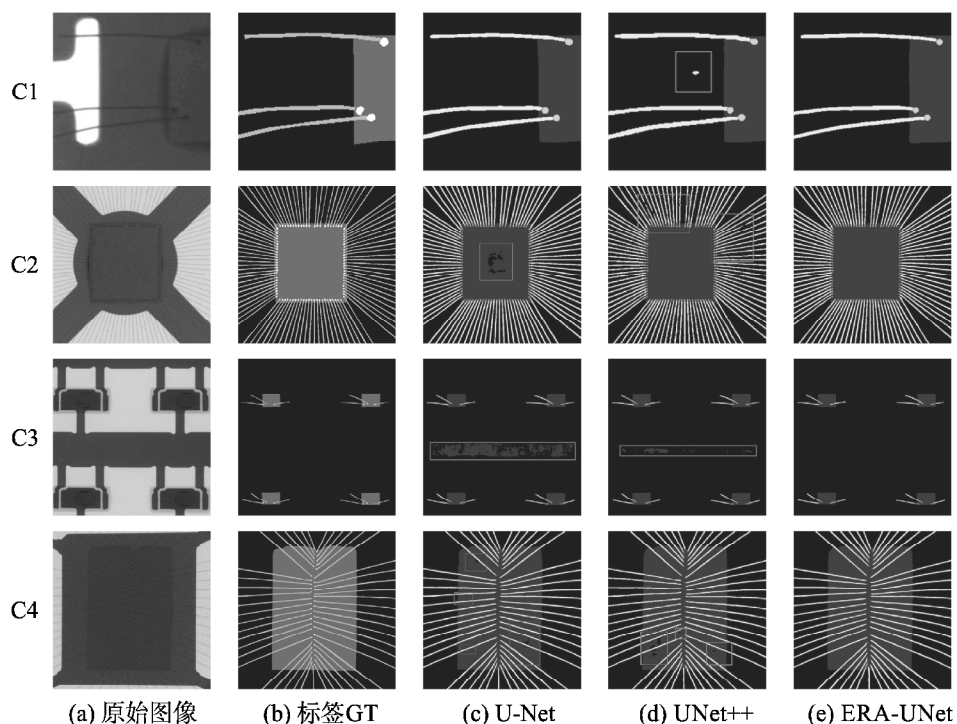 C1
C2
C3
C4
(a) 原始图像 (b) 标签GT (c) U-Net (d) UNet++ (e) ERA-UNet